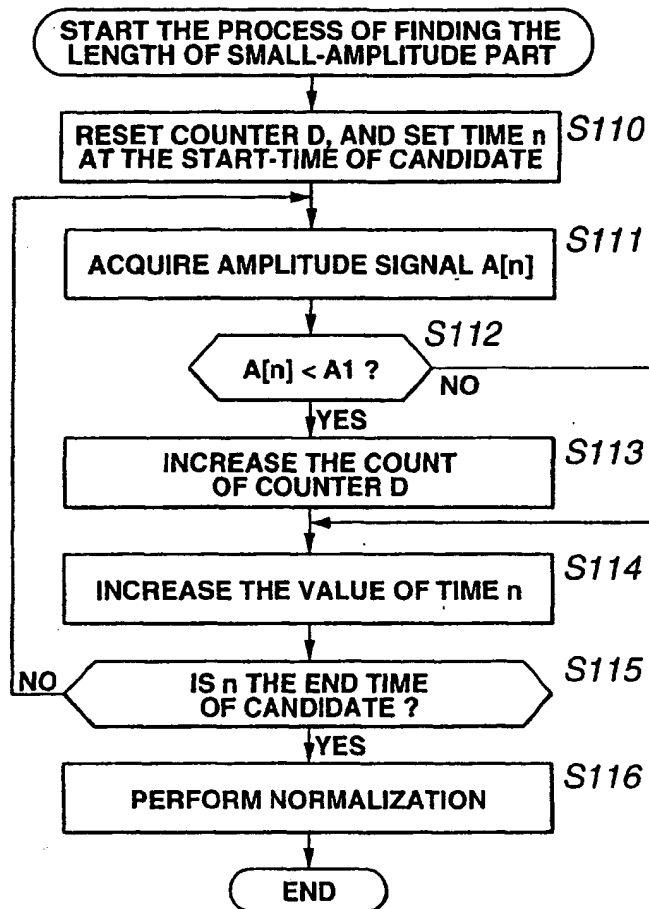 START THE PROCESS OF FINDING THE
LENGTH OF SMALL-AMPLITUDE PART
RESET COUNTER D, AND SET TIME n
AT THE START-TIME OF CANDIDATE
S110
ACQUIRE AMPLITUDE SIGNAL A[n]
S111
A[n] < A1 ?
S112
NO
YES
INCREASE THE COUNT
OF COUNTER D
S113
INCREASE THE VALUE OF TIME n
S114
IS n THE END TIME
OF CANDIDATE ?
S115
NO
YES
PERFORM NORMALIZATION
S116
END